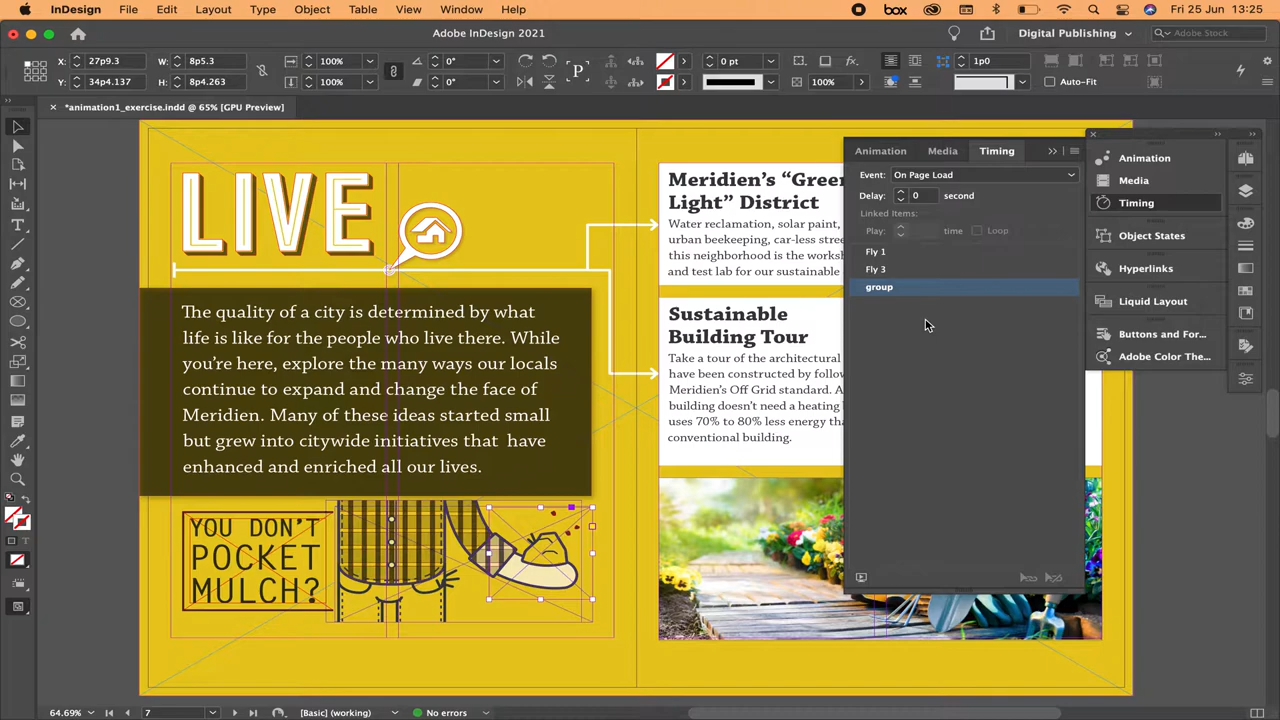 InDesign File Edit Layout Type Object Table View Window Help box Fri 25 Jun 13:25
Adobe InDesign 2021 Digital Publishing Adobe Stock
X: 27p9.3 W: 8p5.3 100% 0° P fx. 0 pt 1p0
Y: 34p4.137 H: 8p4.263 100% 0° 100% Auto-Fit
*animation1_exercise.indd @ 65% [GPU Preview]
LIVE
The quality of a city is determined by what
life is like for the people who live there. While
you're here, explore the many ways our locals
continue to expand and change the face of
Meridien. Many of these ideas started small
but grew into citywide initiatives that have
enhanced and enriched all our lives.
YOU DON'T
POCKET
MULCH?
Meridien's "Green
Light" District
Water reclamation, solar paint,
urban beekeeping, car-less stree
this neighborhood is the worksh
and test lab for our sustainable
Sustainable
Building Tour
Take a tour of the architectural
have been constructed by follow
Meridien's Off Grid standard. A
building doesn't need a heating
uses 70% to 80% less energy tha
conventional building.
Animation Media Timing
Event: On Page Load
Delay: 0 second
Linked Items:
Play: time Loop
Fly 1
Fly 3
group
Animation
Media
Timing
Object States
Hyperlinks
Liquid Layout
Buttons and For...
Adobe Color The...
64.69% 7 [Basic] (working) No errors